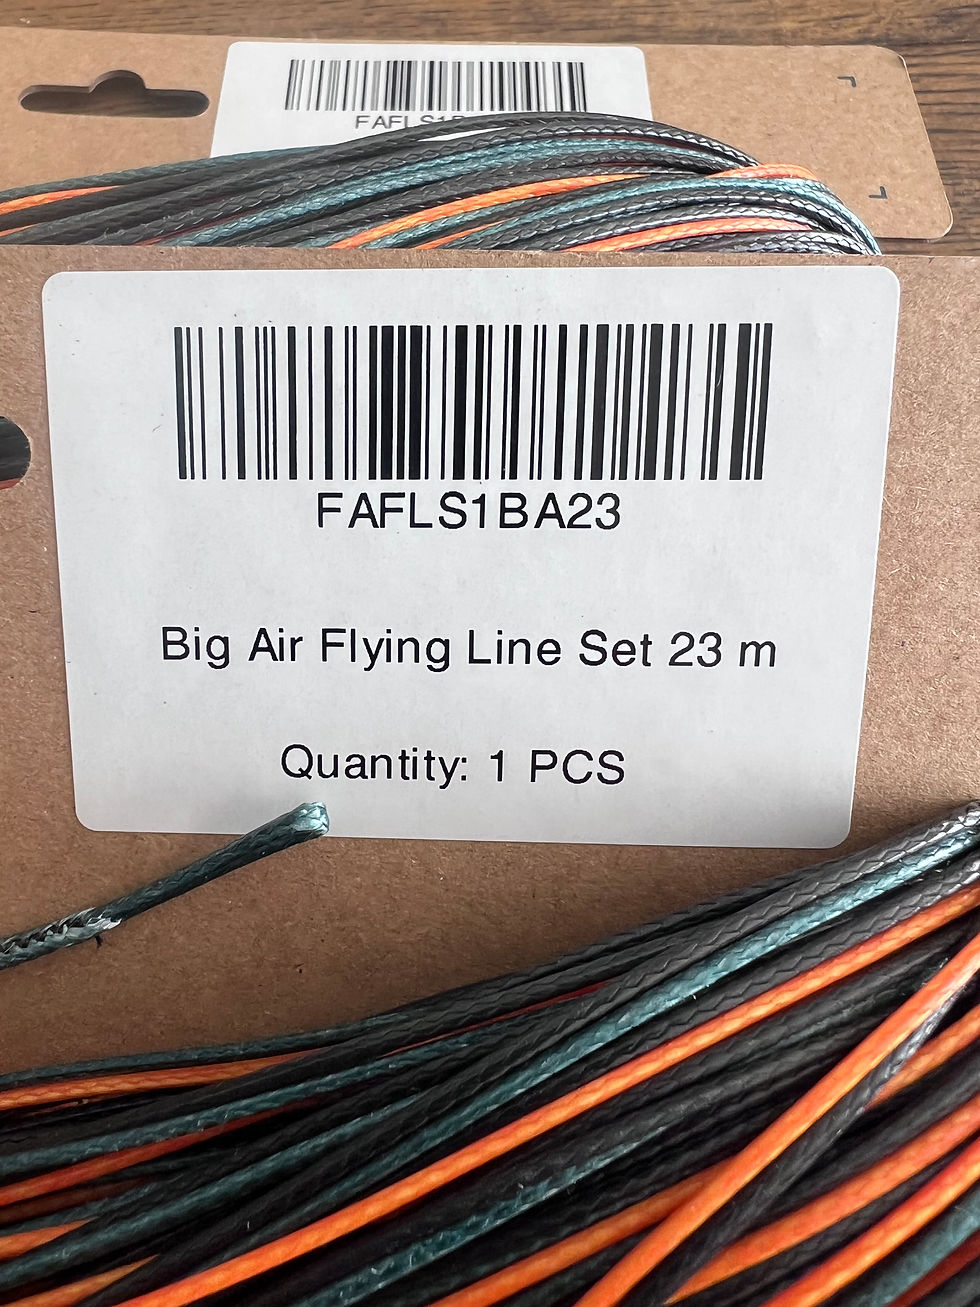 FAFLS1BA23
Big Air Flying Line Set 23 m
Quantity: 1 PCS